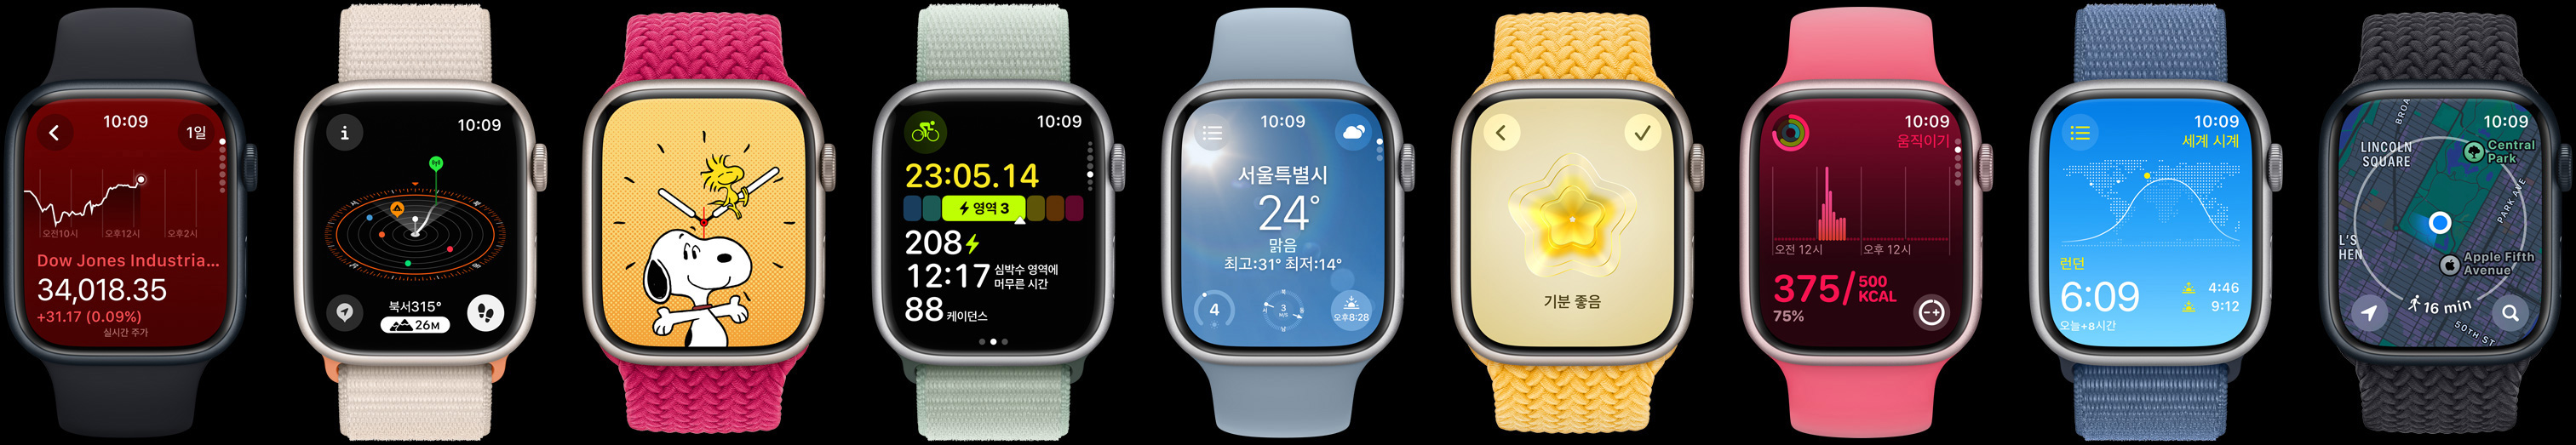 10:09
1일
오전10시
오후12시
오후2시
Dow Jones Industria...
34,018.35
+31.17 (0.09%)
실시간 주가
i
10:09
북서315°
26M
10:09
23:05.14
영역 3
208
12:17 심박수 영역에
머무른 시간
88 케이던스
10:09
서울특별시
24°
맑음
최고:31° 최저:14°
4
3
M/S
오후8:28
기분 좋음
10:09
움직이기
오전 12시
오후 12시
375/500
KCAL
75%
10:09
세계 시계
런던
6:09
4:46
9:12
오늘+8시간
10:09
BROA
LINCOLN
SQUARE
Central
Park
PARK AVE
L'S
HEN
Apple Fifth
Avenue
16 min
50TH ST